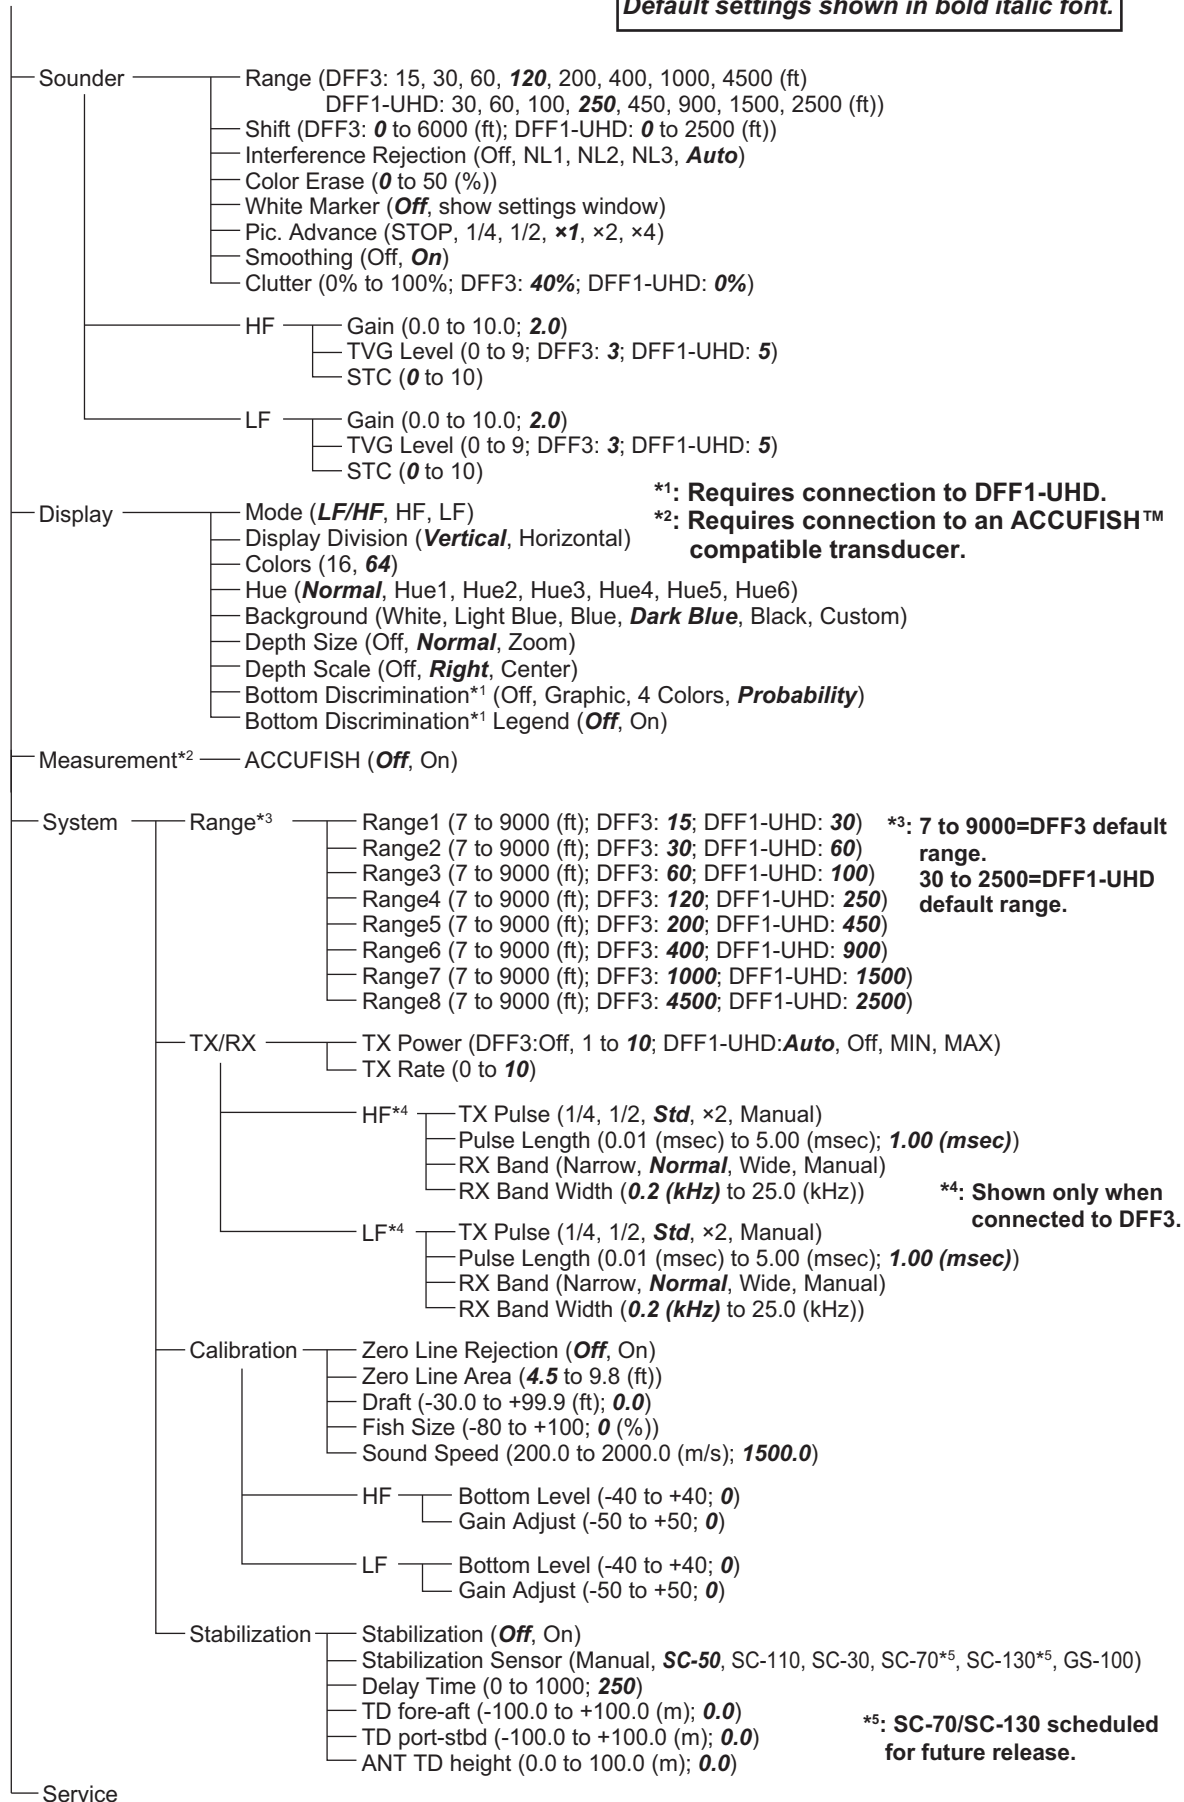 Default settings shown in bold italic font.
Sounder
Range (DFF3: 15, 30, 60, 120, 200, 400, 1000, 4500 (ft)
DFF1-UHD: 30, 60, 100, 250, 450, 900, 1500, 2500 (ft))
Shift (DFF3: 0 to 6000 (ft); DFF1-UHD: 0 to 2500 (ft))
Interference Rejection (Off, NL1, NL2, NL3, Auto)
Color Erase (0 to 50 (%))
White Marker (Off, show settings window)
Pic. Advance (STOP, 1/4, 1/2, ×1, ×2, ×4)
Smoothing (Off, On)
Clutter (0% to 100%; DFF3: 40%; DFF1-UHD: 0%)
HF
Gain (0.0 to 10.0; 2.0)
TVG Level (0 to 9; DFF3: 3; DFF1-UHD: 5)
STC (0 to 10)
LF
Gain (0.0 to 10.0; 2.0)
TVG Level (0 to 9; DFF3: 3; DFF1-UHD: 5)
STC (0 to 10)
*1: Requires connection to DFF1-UHD.
*2: Requires connection to an ACCUFISH™
compatible transducer.
Display
Mode (LF/HF, HF, LF)
Display Division (Vertical, Horizontal)
Colors (16, 64)
Hue (Normal, Hue1, Hue2, Hue3, Hue4, Hue5, Hue6)
Background (White, Light Blue, Blue, Dark Blue, Black, Custom)
Depth Size (Off, Normal, Zoom)
Depth Scale (Off, Right, Center)
Bottom Discrimination*1 (Off, Graphic, 4 Colors, Probability)
Bottom Discrimination*1 Legend (Off, On)
Measurement*2
ACCUFISH (Off, On)
System
Range*3
Range1 (7 to 9000 (ft); DFF3: 15; DFF1-UHD: 30)
Range2 (7 to 9000 (ft); DFF3: 30; DFF1-UHD: 60)
Range3 (7 to 9000 (ft); DFF3: 60; DFF1-UHD: 100)
Range4 (7 to 9000 (ft); DFF3: 120; DFF1-UHD: 250)
Range5 (7 to 9000 (ft); DFF3: 200; DFF1-UHD: 450)
Range6 (7 to 9000 (ft); DFF3: 400; DFF1-UHD: 900)
Range7 (7 to 9000 (ft); DFF3: 1000; DFF1-UHD: 1500)
Range8 (7 to 9000 (ft); DFF3: 4500; DFF1-UHD: 2500)
*3: 7 to 9000=DFF3 default
range.
30 to 2500=DFF1-UHD
default range.
TX/RX
TX Power (DFF3:Off, 1 to 10; DFF1-UHD:Auto, Off, MIN, MAX)
TX Rate (0 to 10)
HF*4
TX Pulse (1/4, 1/2, Std, ×2, Manual)
Pulse Length (0.01 (msec) to 5.00 (msec); 1.00 (msec))
RX Band (Narrow, Normal, Wide, Manual)
RX Band Width (0.2 (kHz) to 25.0 (kHz))
*4: Shown only when
connected to DFF3.
LF*4
TX Pulse (1/4, 1/2, Std, ×2, Manual)
Pulse Length (0.01 (msec) to 5.00 (msec); 1.00 (msec))
RX Band (Narrow, Normal, Wide, Manual)
RX Band Width (0.2 (kHz) to 25.0 (kHz))
Calibration
Zero Line Rejection (Off, On)
Zero Line Area (4.5 to 9.8 (ft))
Draft (-30.0 to +99.9 (ft); 0.0)
Fish Size (-80 to +100; 0 (%))
Sound Speed (200.0 to 2000.0 (m/s); 1500.0)
HF
Bottom Level (-40 to +40; 0)
Gain Adjust (-50 to +50; 0)
LF
Bottom Level (-40 to +40; 0)
Gain Adjust (-50 to +50; 0)
Stabilization
Stabilization (Off, On)
Stabilization Sensor (Manual, SC-50, SC-110, SC-30, SC-70*5, SC-130*5, GS-100)
Delay Time (0 to 1000; 250)
TD fore-aft (-100.0 to +100.0 (m); 0.0)
TD port-stbd (-100.0 to +100.0 (m); 0.0)
ANT TD height (0.0 to 100.0 (m); 0.0)
*5: SC-70/SC-130 scheduled
for future release.
Service